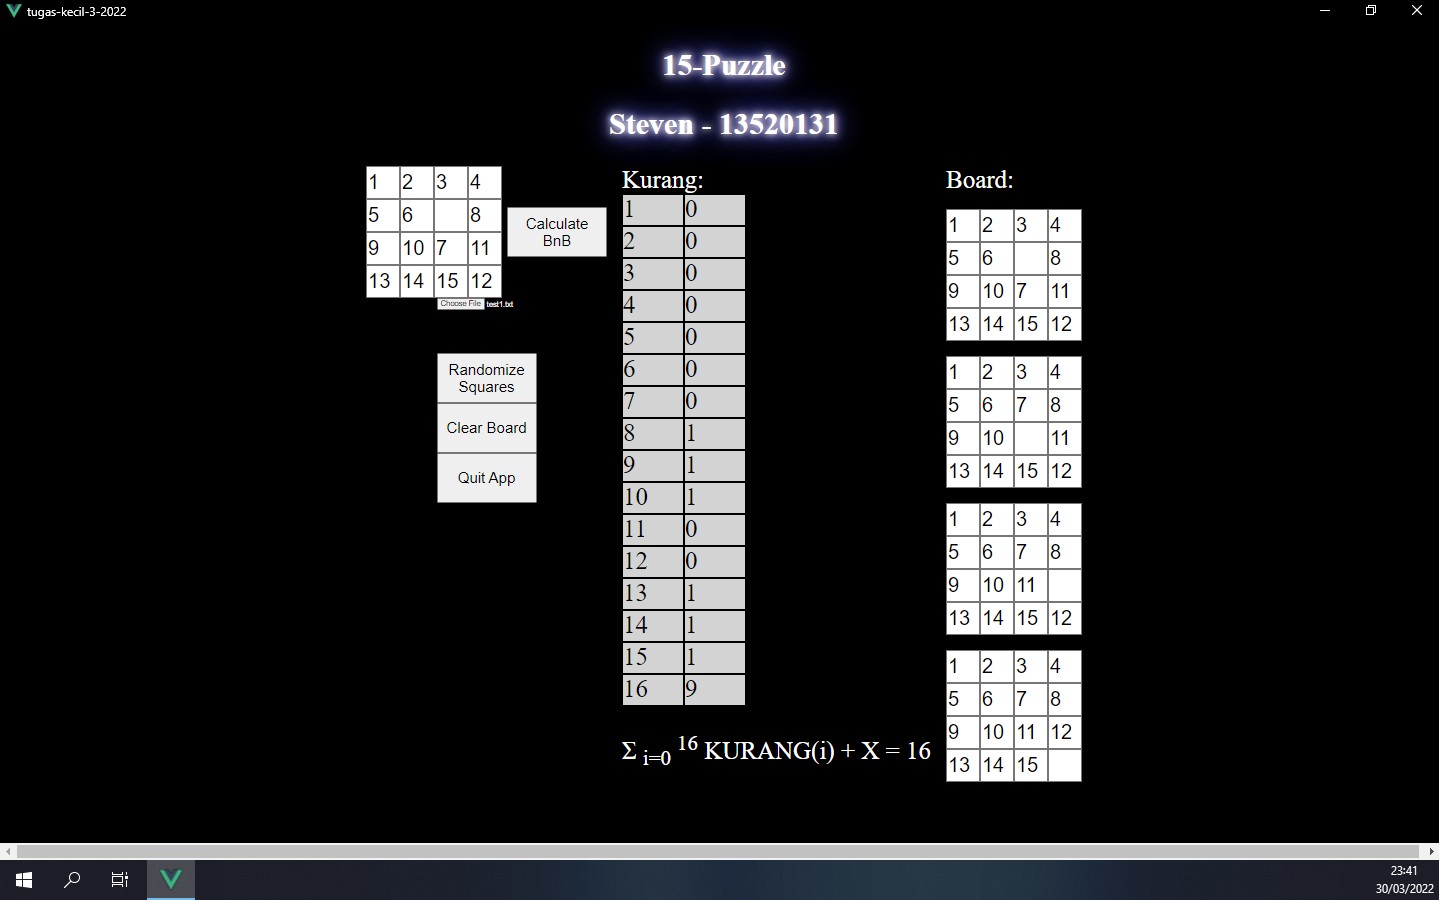 tugas-kecil-3-2022
15-Puzzle
Steven - 13520131
1 2 3 4
5 6 8
9 10 7 11
13 14 15 12
Choose File test1.txt
Calculate
BnB
Randomize
Squares
Clear Board
Quit App
Kurang:
1 0
2 0
3 0
4 0
5 0
6 0
7 0
8 1
9 1
10 1
11 0
12 0
13 1
14 1
15 1
16 9
Σ i=0 16 KURANG(i) + X = 16
Board:
1 2 3 4
5 6 8
9 10 7 11
13 14 15 12
1 2 3 4
5 6 7 8
9 10 11
13 14 15 12
1 2 3 4
5 6 7 8
9 10 11
13 14 15 12
1 2 3 4
5 6 7 8
9 10 11 12
13 14 15
23:41
30/03/2022